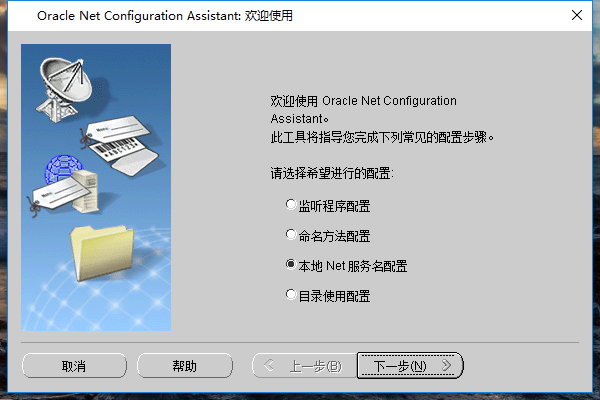 Oracle Net Configuration Assistant: 欢迎使用
欢迎使用 Oracle Net Configuration
Assistant。
此工具将指导您完成下列常见的配置步骤。
请选择希望进行的配置:
监听程序配置
命名方法配置
本地 Net 服务名配置
目录使用配置
取消
帮助
上一步(B)
下一步(N)